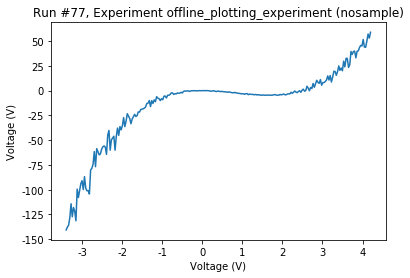 Run #77, Experiment offline_plotting_experiment (nosample)
Voltage (V)
50
25
0
-25
-50
-75
-100
-125
-150
-3 -2 -1 0 1 2 3 4
Voltage (V)